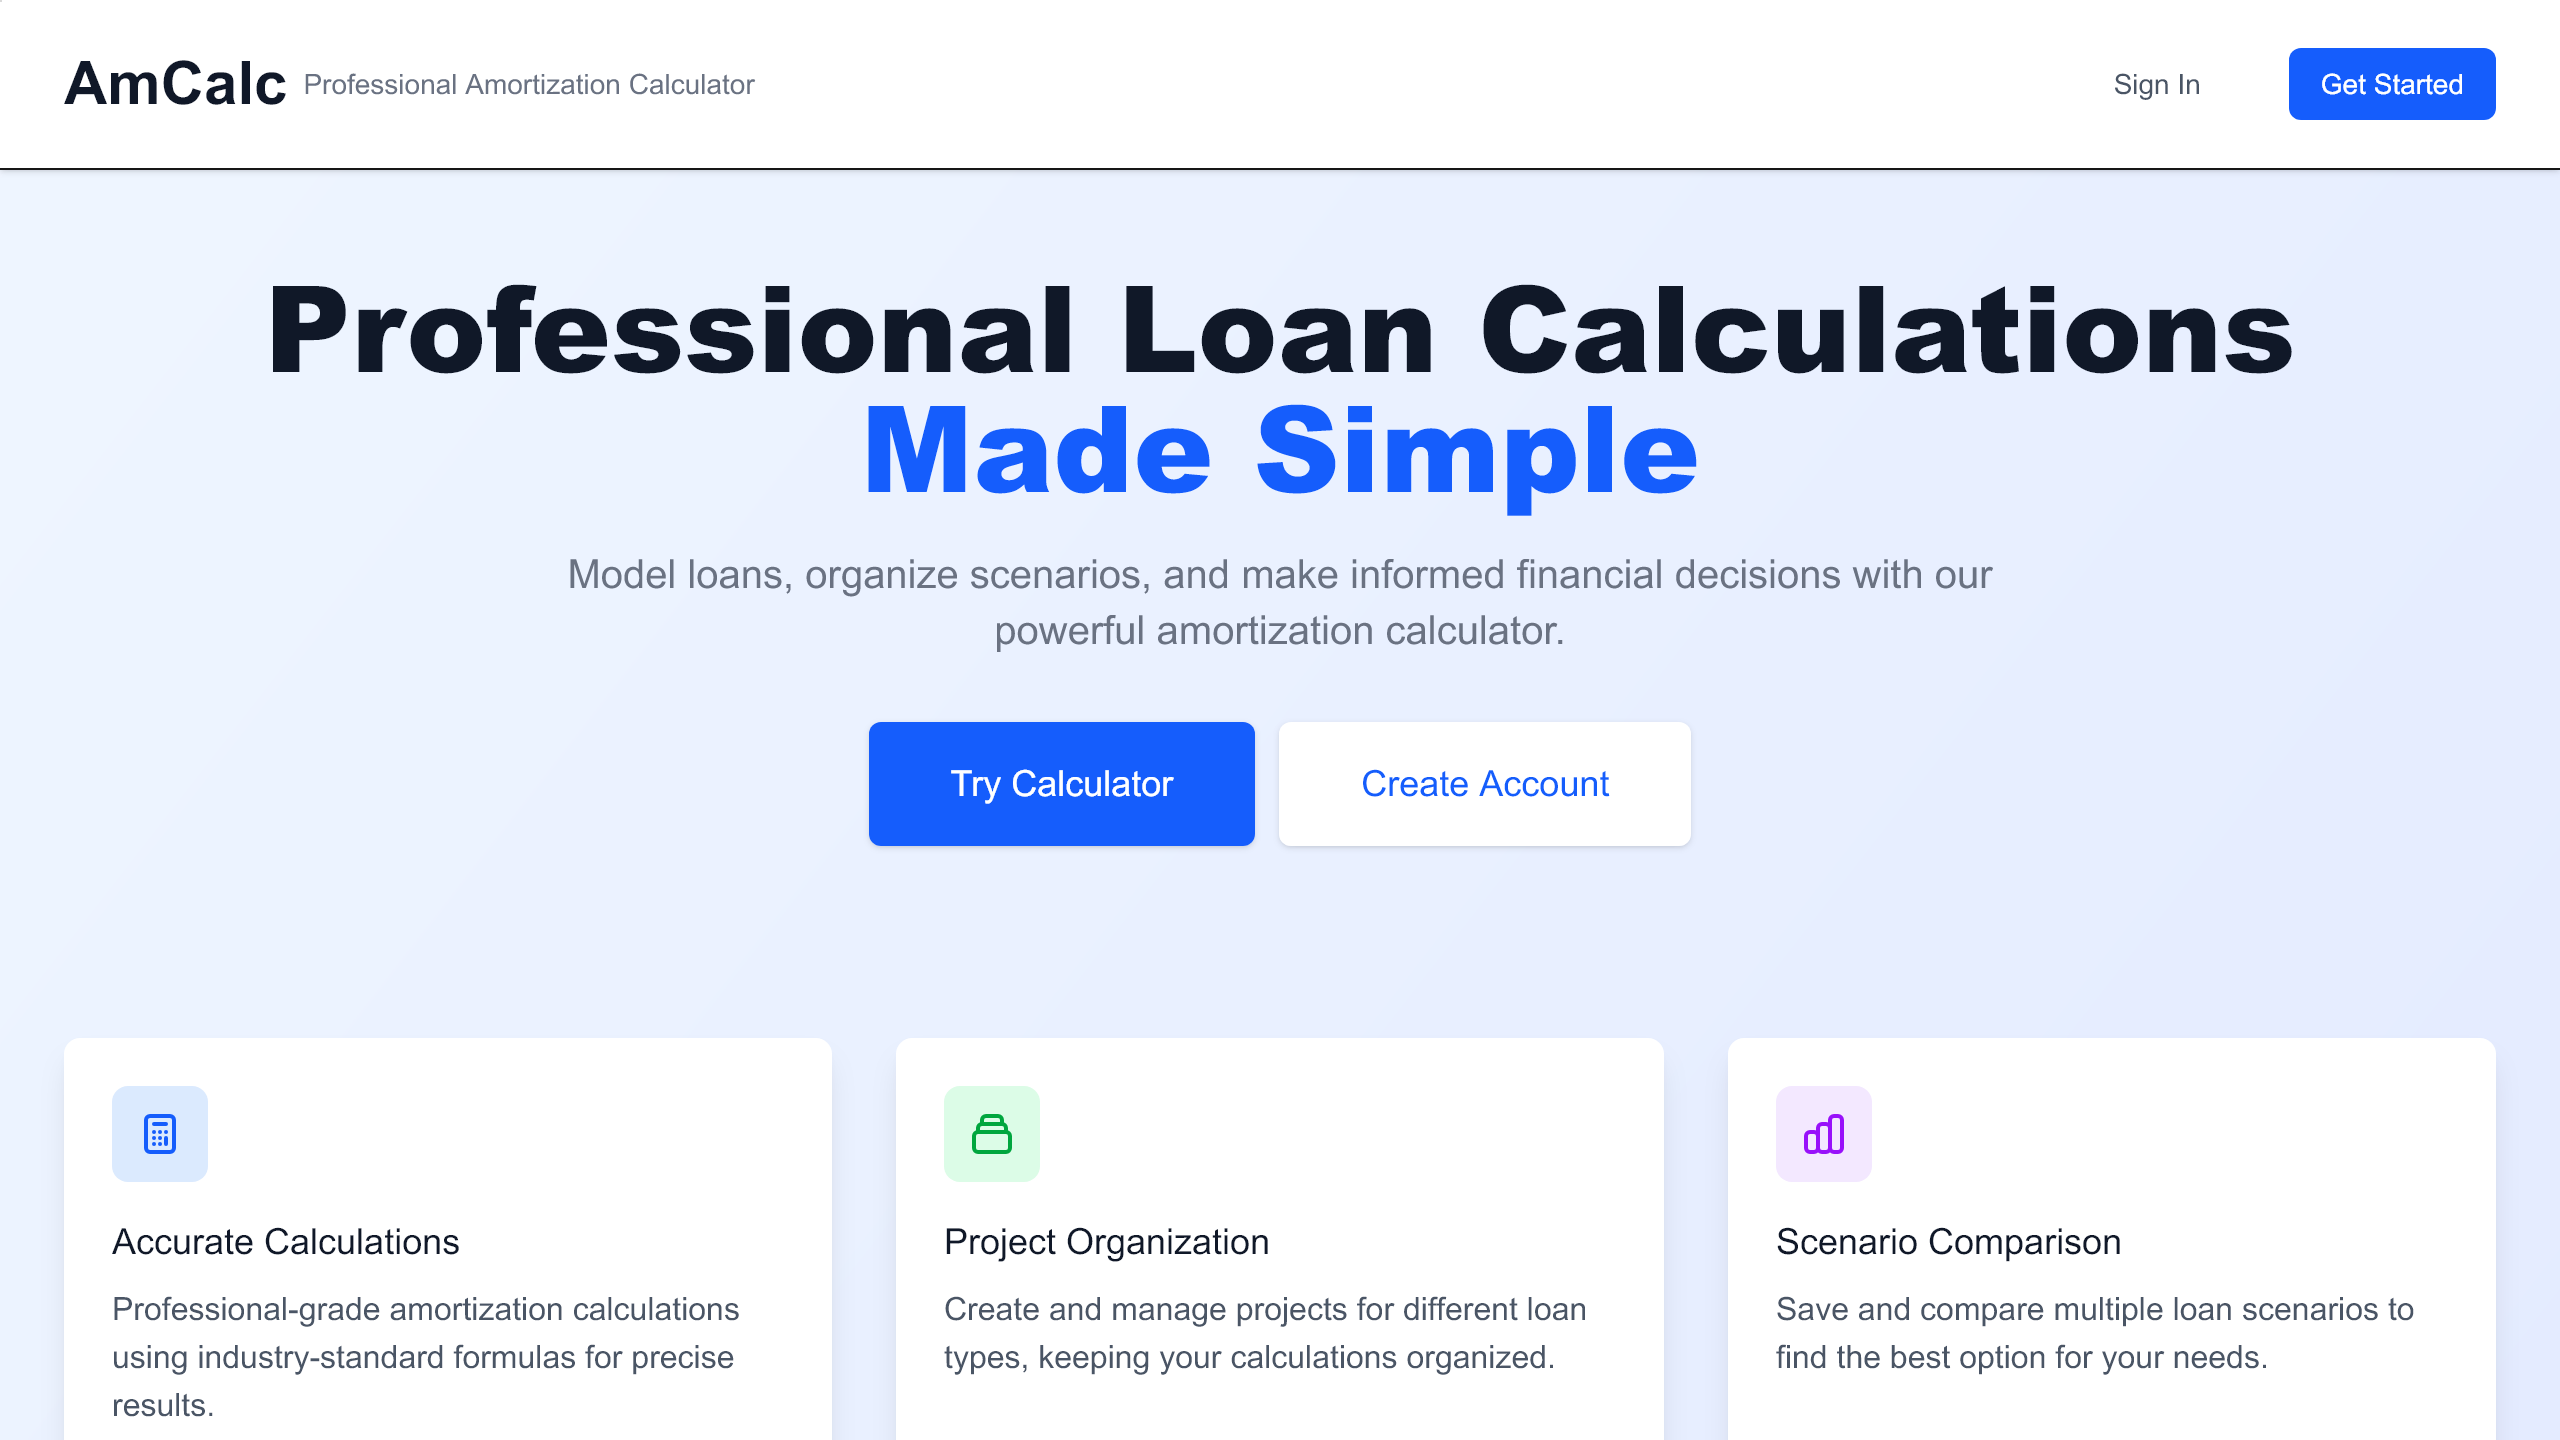 AmCalc Professional Amortization Calculator
Sign In
Get Started
Professional Loan Calculations
Made Simple
Model loans, organize scenarios, and make informed financial decisions with our
powerful amortization calculator.
Try Calculator
Create Account
Accurate Calculations
Professional-grade amortization calculations
using industry-standard formulas for precise
results.
Project Organization
Create and manage projects for different loan
types, keeping your calculations organized.
Scenario Comparison
Save and compare multiple loan scenarios to
find the best option for your needs.